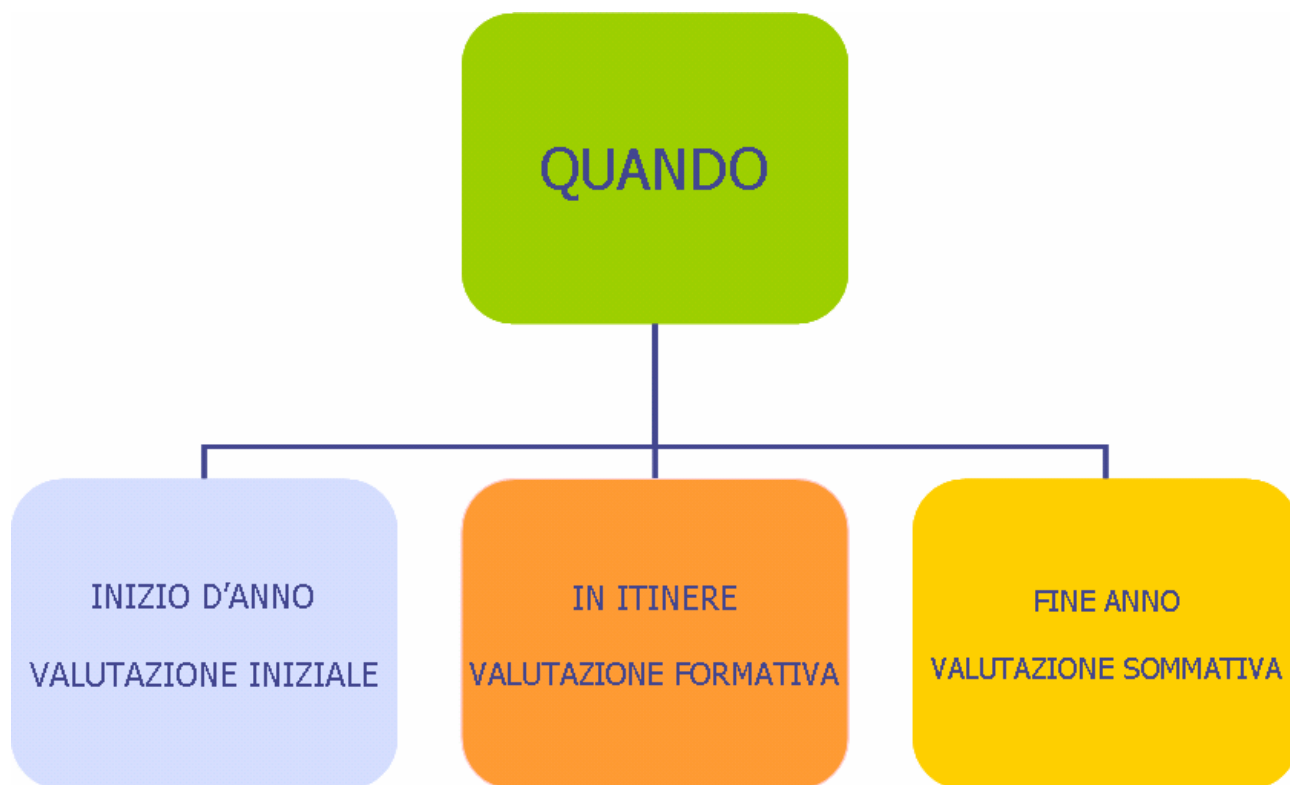 QUANDO
INIZIO D'ANNO
VALUTAZIONE INIZIALE
IN ITINERE
VALUTAZIONE FORMATIVA
FINE ANNO
VALUTAZIONE SOMMATIVA